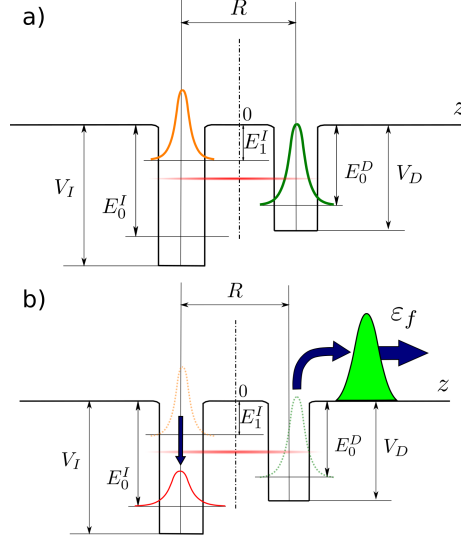 a)
R
0
z
E_1^I
V_I
E_0^I
E_0^D
V_D
b)
R
ε_f
0
z
E_1^I
V_I
E_0^I
E_0^D
V_D